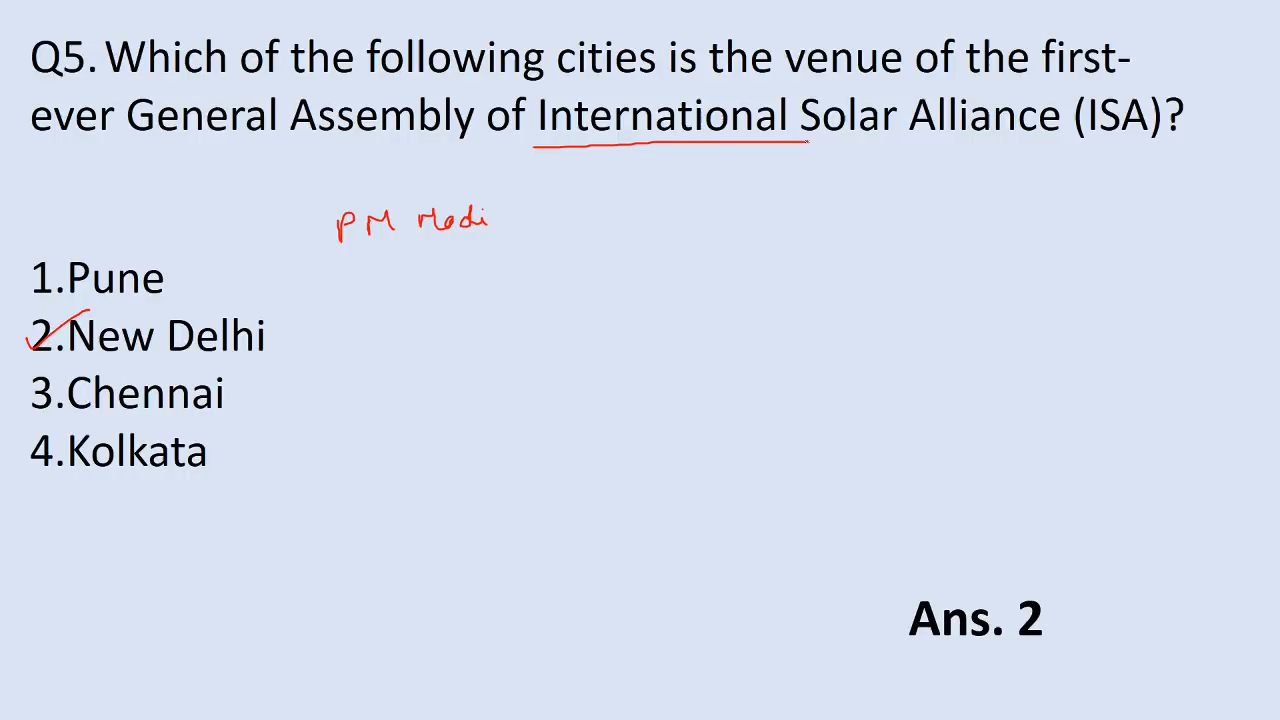 Q5. Which of the following cities is the venue of the first-
ever General Assembly of International Solar Alliance (ISA)?
PM Modi
1.Pune
2.New Delhi
3.Chennai
4.Kolkata
Ans. 2